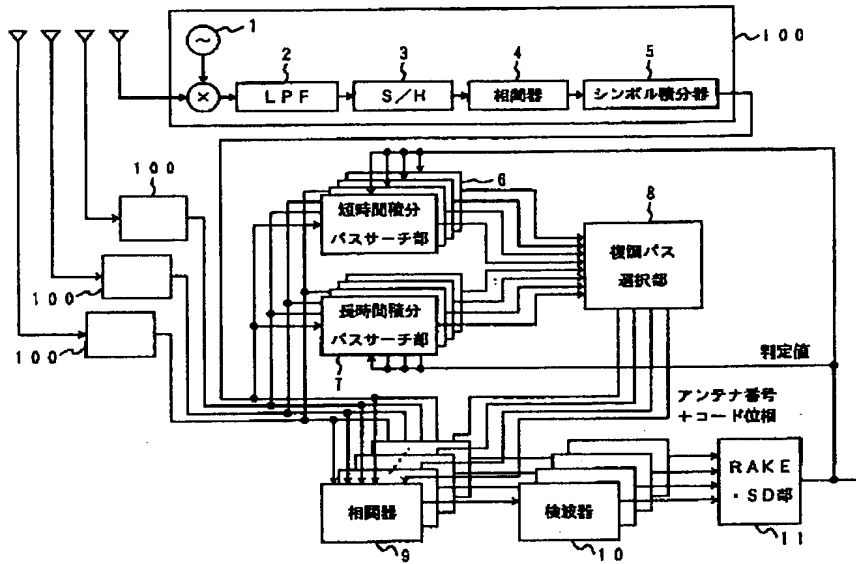 1
100
2
3
4
5
LPF
S/H
相関器
シンボル積分器
100
6
短時間積分
パスサーチ部
8
復調パス
選択部
100
長時間積分
パスサーチ部
100
7
判定値
アンテナ番号
+コード位相
RAKE
・SD部
相関器
検波器
9
10
11